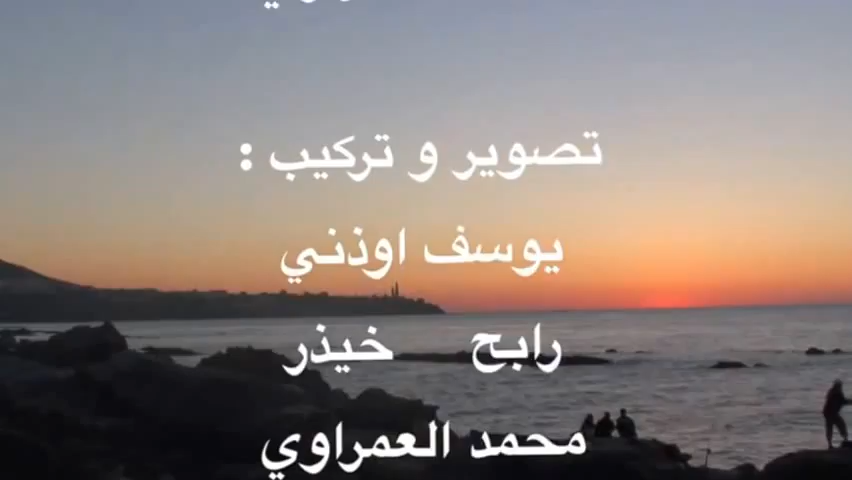 تصوير و تركيب :
يوسف اوذني
رابح خيذر
محمد العمراوي